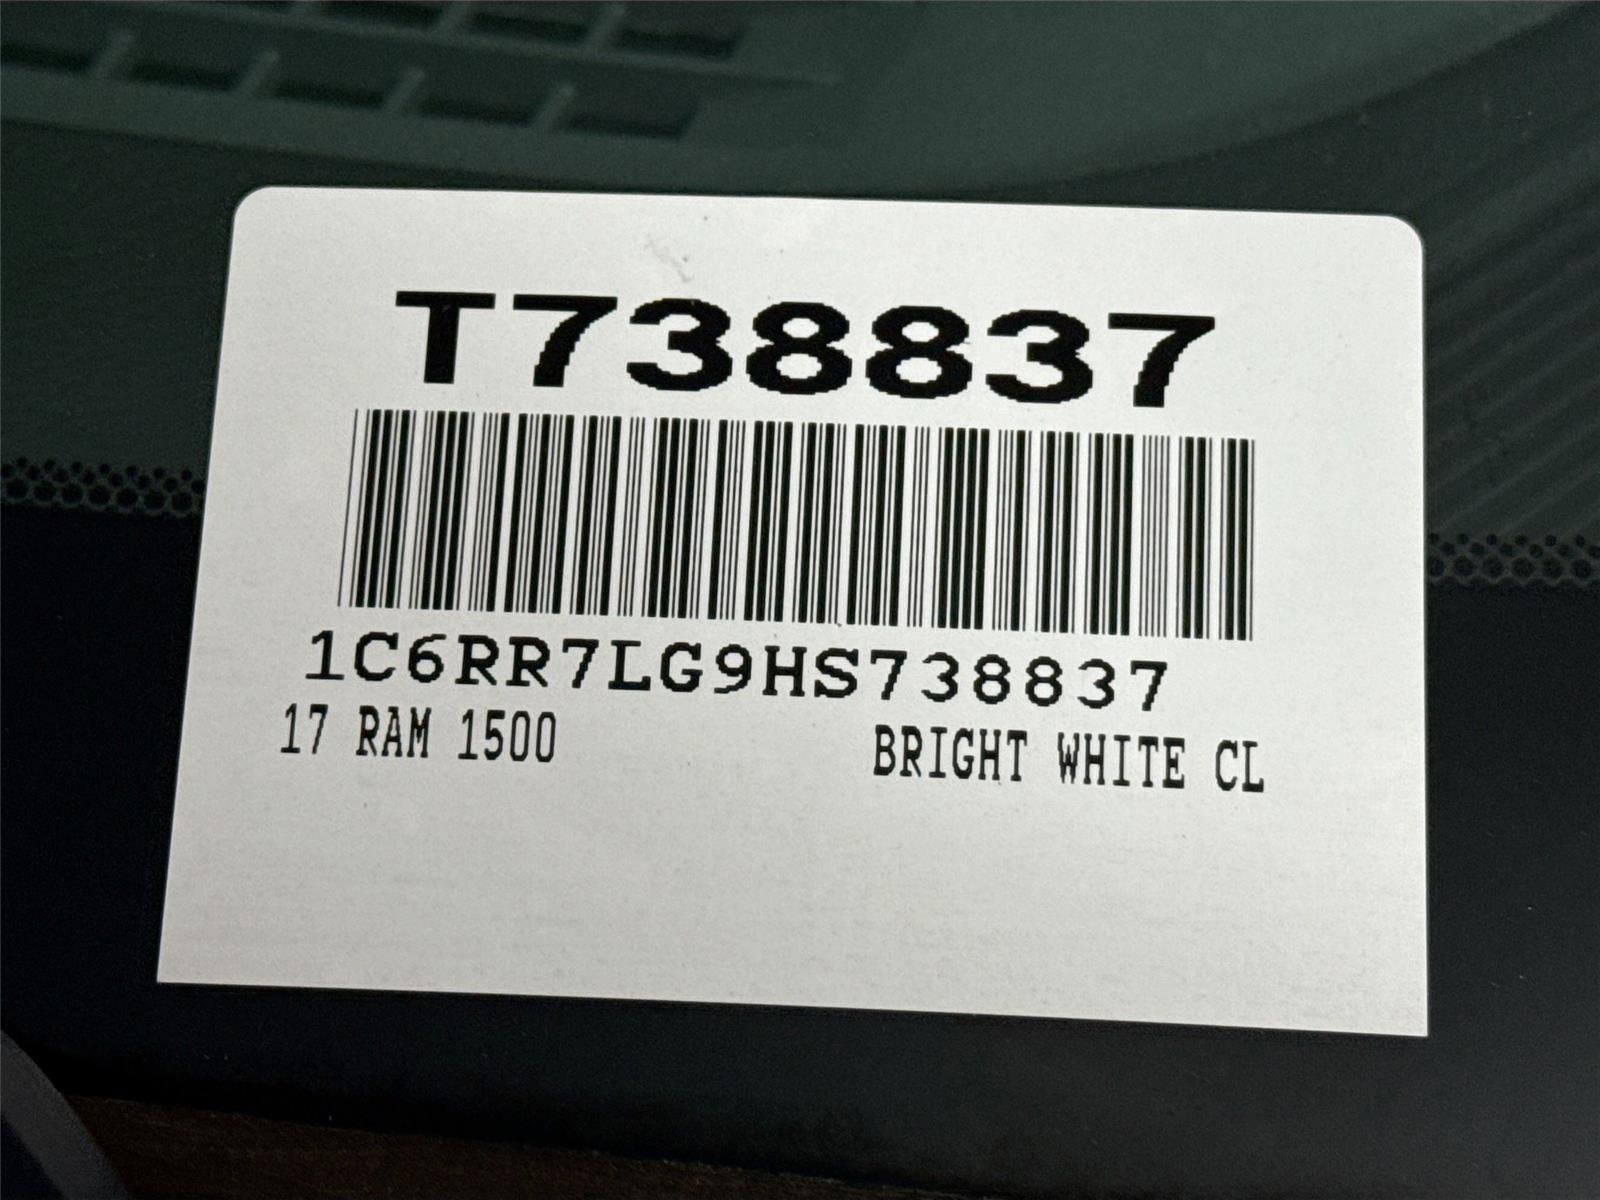 T738837
1C6RR7LG9HS738837
17 RAM 1500 BRIGHT WHITE CL